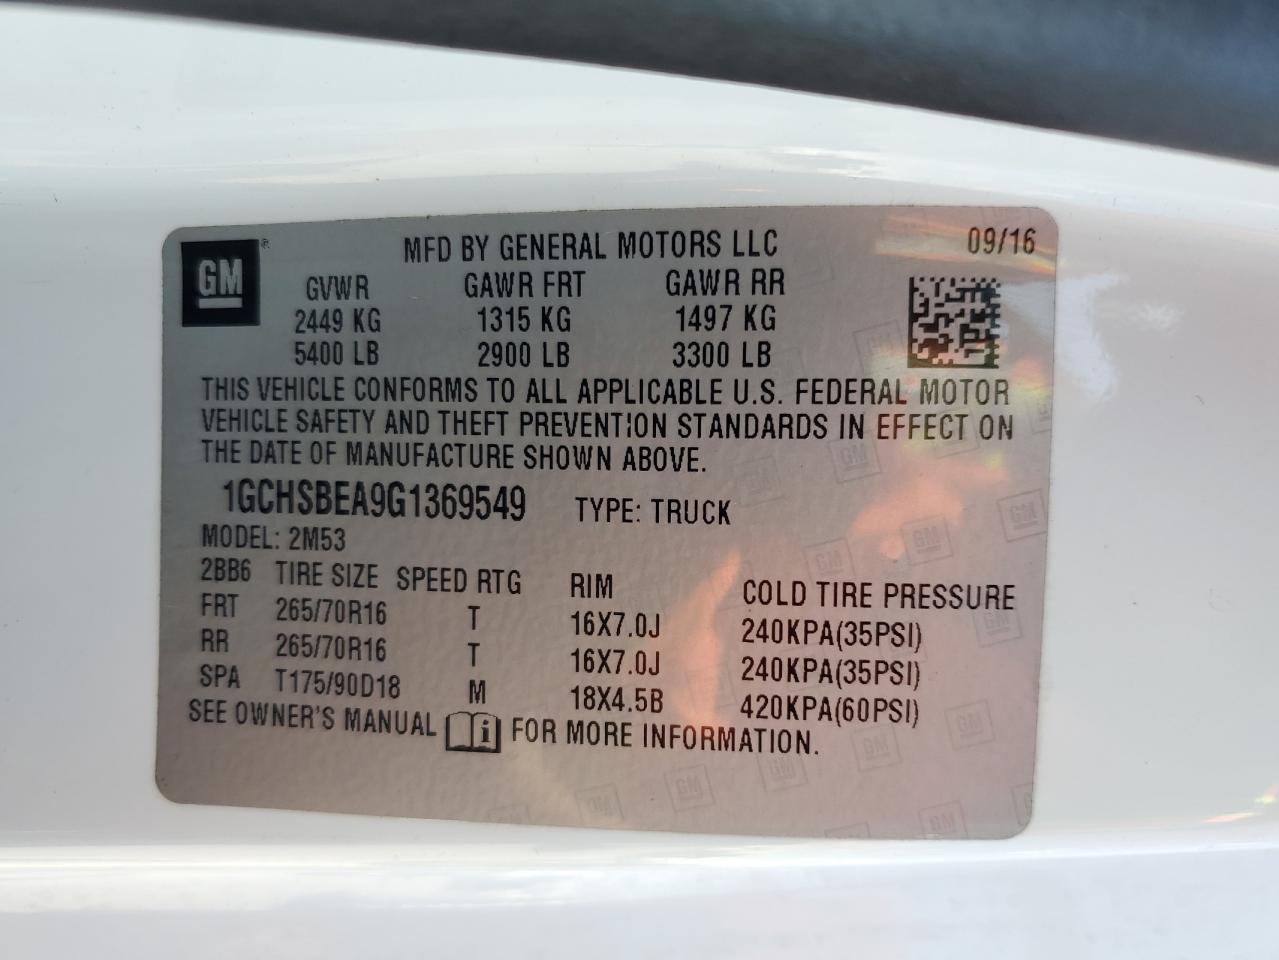 GM ® MFD BY GENERAL MOTORS LLC 09/16
GVWR GAWR FRT GAWR RR
2449 KG 1315 KG 1497 KG
5400 LB 2900 LB 3300 LB
THIS VEHICLE CONFORMS TO ALL APPLICABLE U.S. FEDERAL MOTOR
VEHICLE SAFETY AND THEFT PREVENTION STANDARDS IN EFFECT ON
THE DATE OF MANUFACTURE SHOWN ABOVE.
1GCHSBEA9G1369549 TYPE: TRUCK
MODEL: 2M53
2BB6 TIRE SIZE SPEED RTG RIM COLD TIRE PRESSURE
FRT 265/70R16 T 16X7.0J 240KPA(35PSI)
RR 265/70R16 T 16X7.0J 240KPA(35PSI)
SPA T175/90D18 M 18X4.5B 420KPA(60PSI)
SEE OWNER'S MANUAL i FOR MORE INFORMATION.